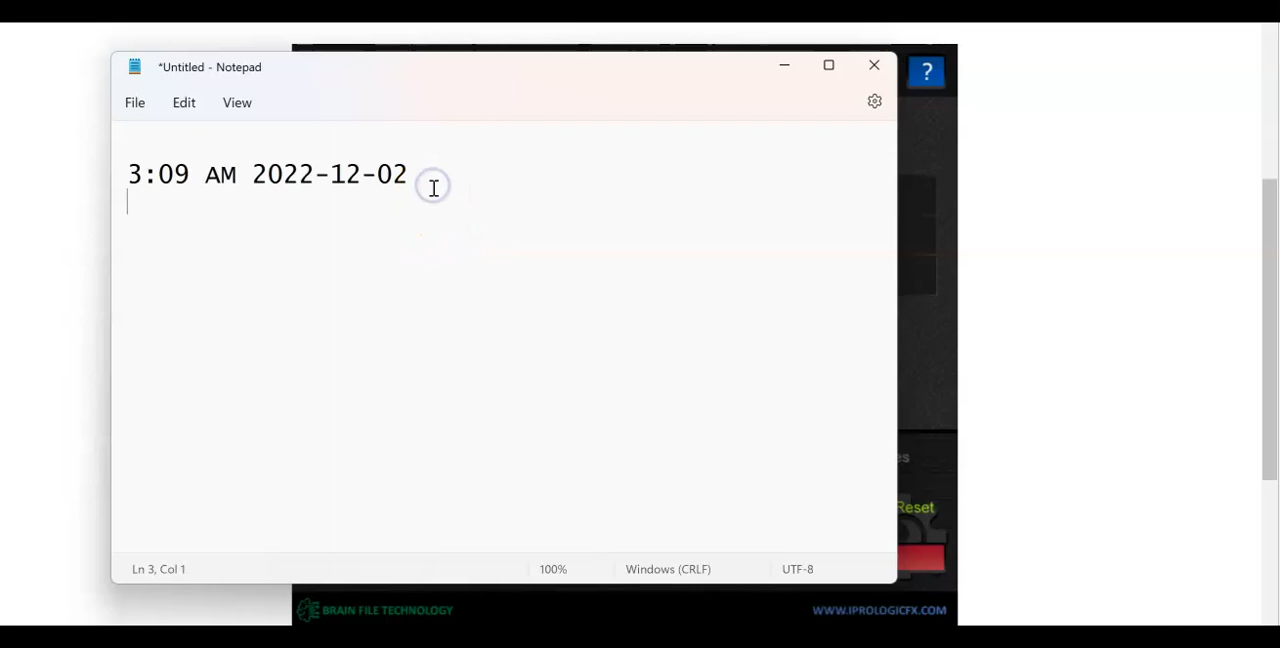 *Untitled - Notepad
?
File Edit View
3:09 AM 2022-12-02
es
Reset
Ln 3, Col 1 100% Windows (CRLF) UTF-8
BRAIN FILE TECHNOLOGY WWW.IPROLOGICFX.COM